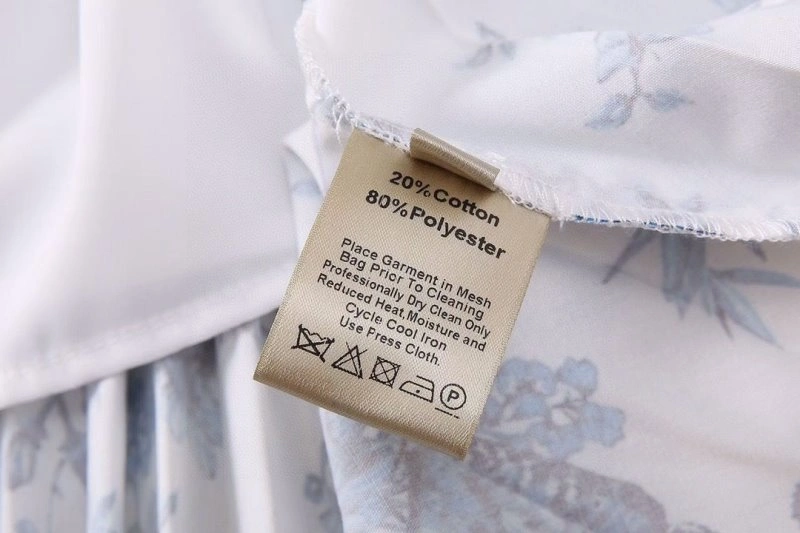 20%Cotton
80%Polyester
Place Garment in Mesh
Bag Prior To Cleaning
Professionally Dry Clean Only
Reduced Heat,Moisture and
Cycle Cool Iron
Use Press Cloth.
P